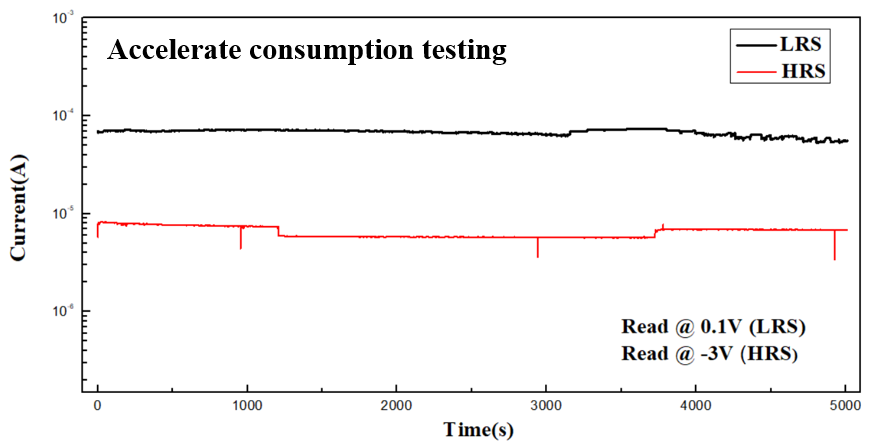 10⁻³
Accelerate consumption testing
LRS
HRS
10⁻⁴
10⁻⁵
10⁻⁶
Current(A)
Read @ 0.1V (LRS)
Read @ -3V (HRS)
0 1000 2000 3000 4000 5000
Time(s)